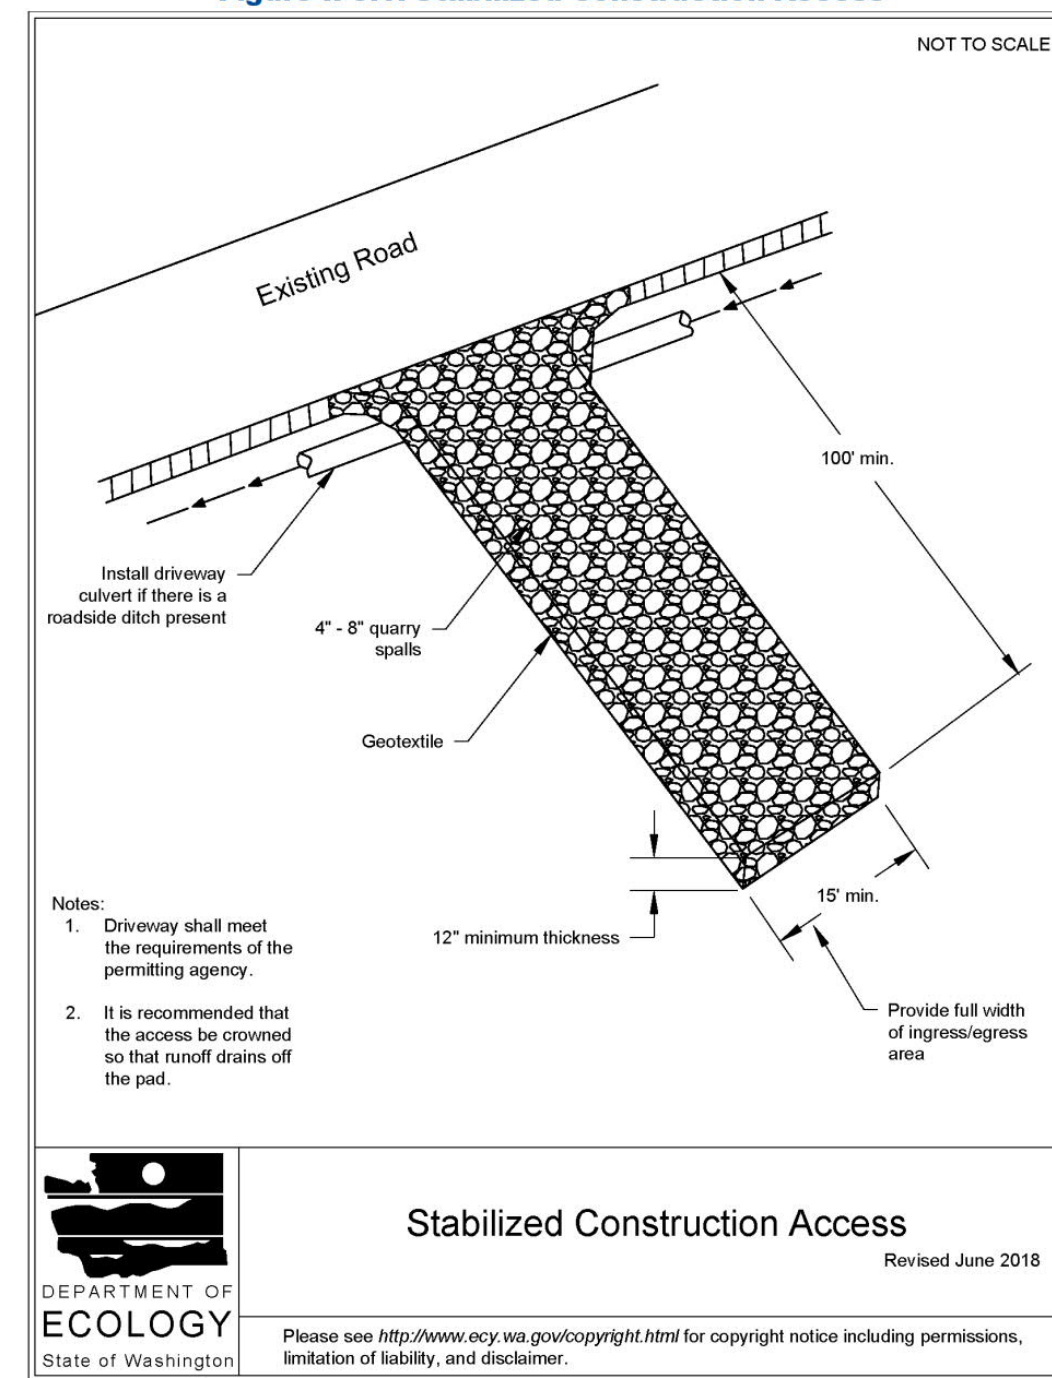 NOT TO SCALE
Existing Road
100' min.
Install driveway
culvert if there is a
roadside ditch present
4" - 8" quarry
spalls
Geotextile
15' min.
12" minimum thickness
Provide full width
of ingress/egress
area
Notes:
1. Driveway shall meet
the requirements of the
permitting agency.
2. It is recommended that
the access be crowned
so that runoff drains off
the pad.
Stabilized Construction Access
Revised June 2018
DEPARTMENT OF
ECOLOGY
State of Washington
Please see http://www.ecy.wa.gov/copyright.html for copyright notice including permissions,
limitation of liability, and disclaimer.